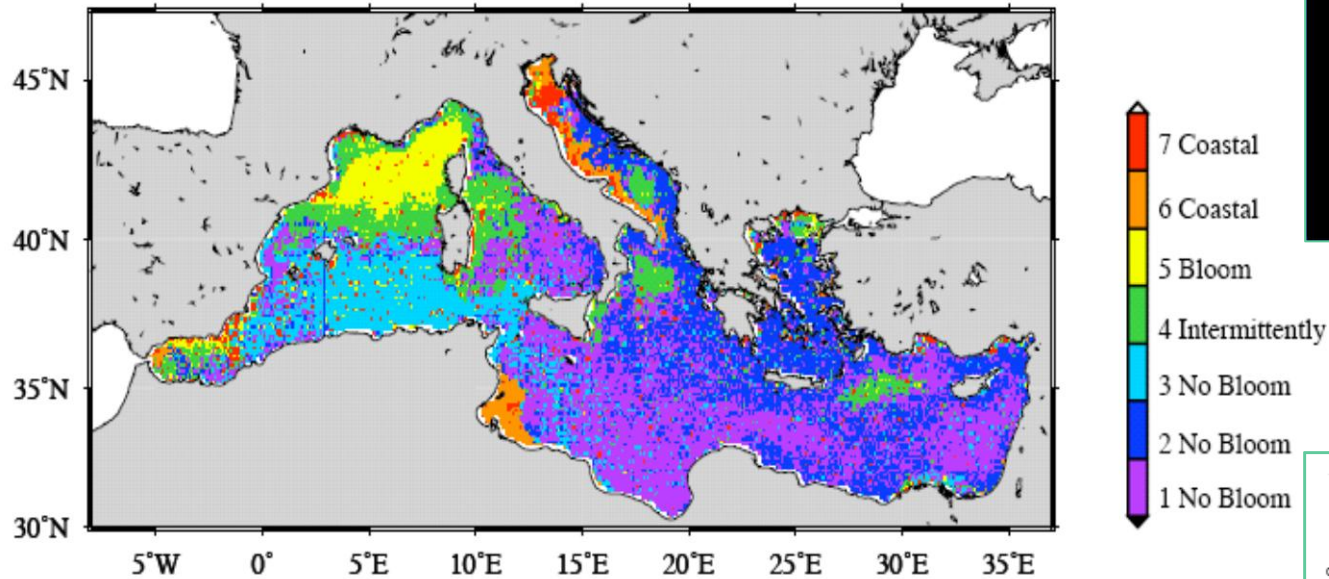 45°N
40°N
35°N
30°N
5°W 0° 5°E 10°E 15°E 20°E 25°E 30°E 35°E
7 Coastal
6 Coastal
5 Bloom
4 Intermittently
3 No Bloom
2 No Bloom
1 No Bloom